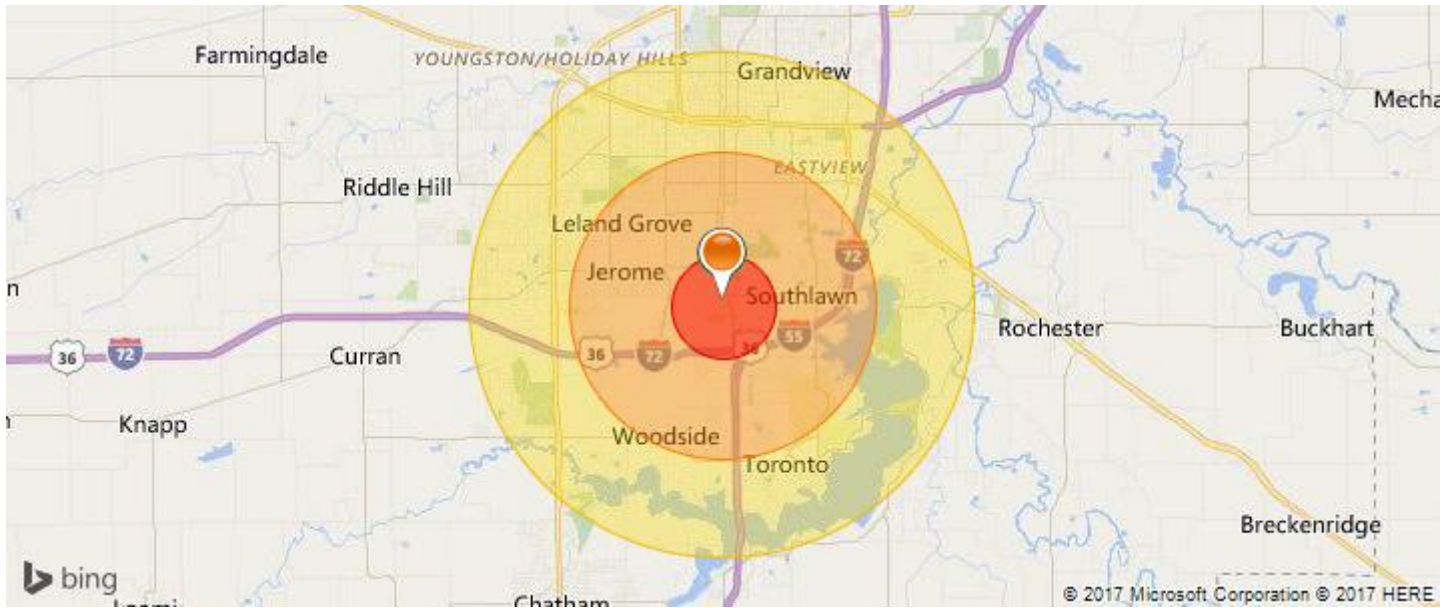 Farmingdale
YOUNGSTON/HOLIDAY HILLS
Grandview
Mecha
EASTVIEW
Riddle Hill
Leland Grove
72
Jerome
n
Southlawn
Rochester
Buckhart
55
36
72
Curran
36
72
36
Knapp
Woodside
Toronto
Breckenridge
bing
© 2017 Microsoft Corporation © 2017 HERE
Chatham